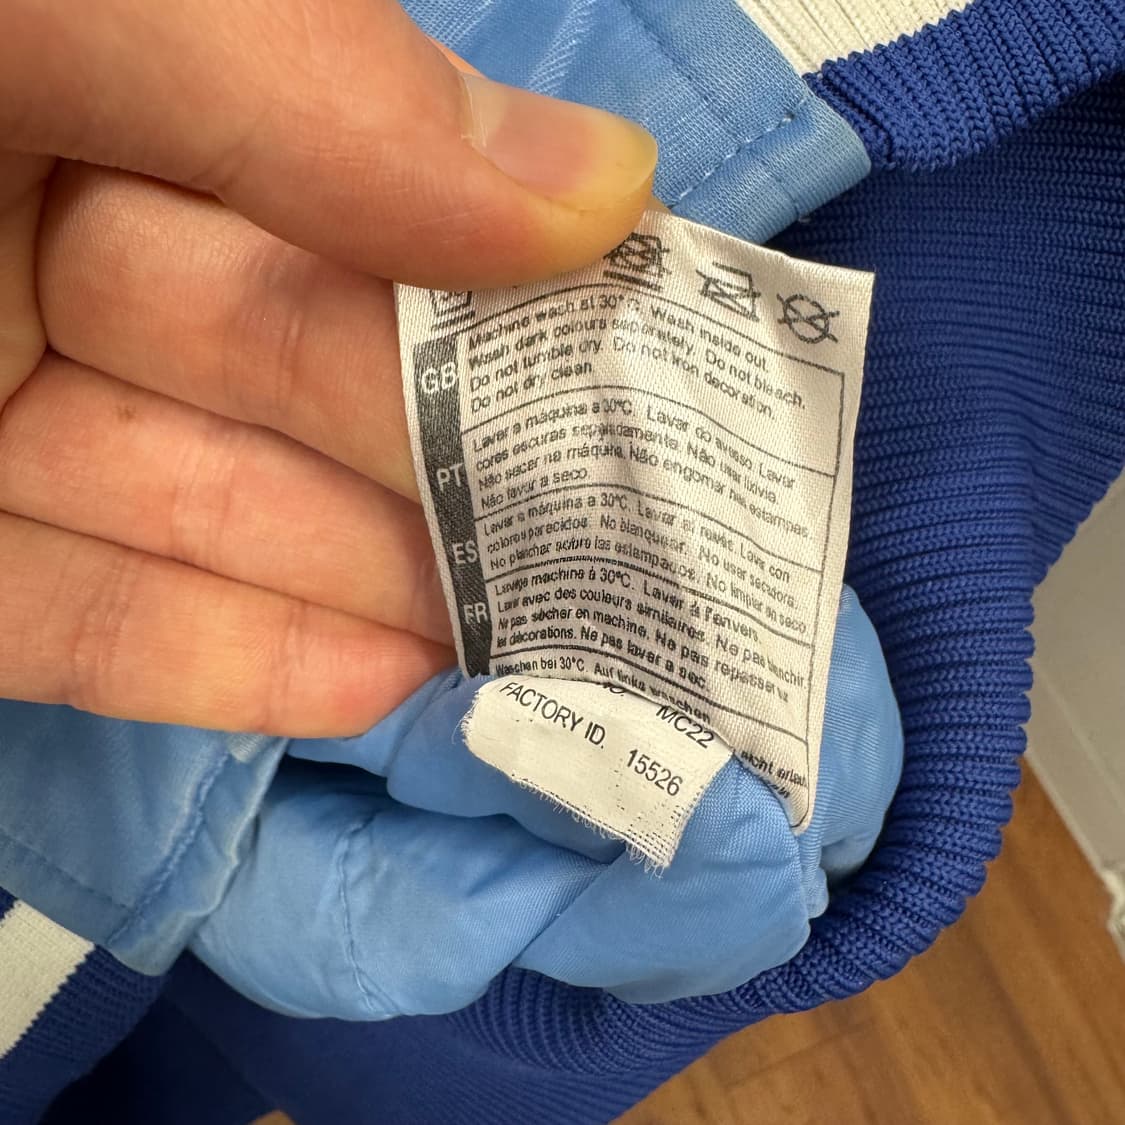 GB
Machine wach at 30°C. Wash inside out.
Wash dark colours separately. Do not bleach.
Do not tumble dry. Do not iron decoration.
Do not dry clean
PT
Lavar a máquina a 30°C. Lavar do avesso. Lavar
cores escuras separadamente. Não usar lixívia.
Não secar na máquina. Não engomar nas estampas
Não lavar a seco.
ES
Lavar a máquina a 30°C. Lavar al revés. Lavar con
colores parecidos. No blanquear. No usar secadora.
No planchar sobre las estampados. No limpiar en seco
FR
Lavage machine à 30°C. Laver à l'envers.
Laver avec des couleurs similaires. Ne pas blanchir
Ne pas sécher en machine. Ne pas repasser
les décorations. Ne pas laver a sec.
Waschen bei 30°C. Auf links waschen
nicht erlau
MC22
FACTORY ID. 15526